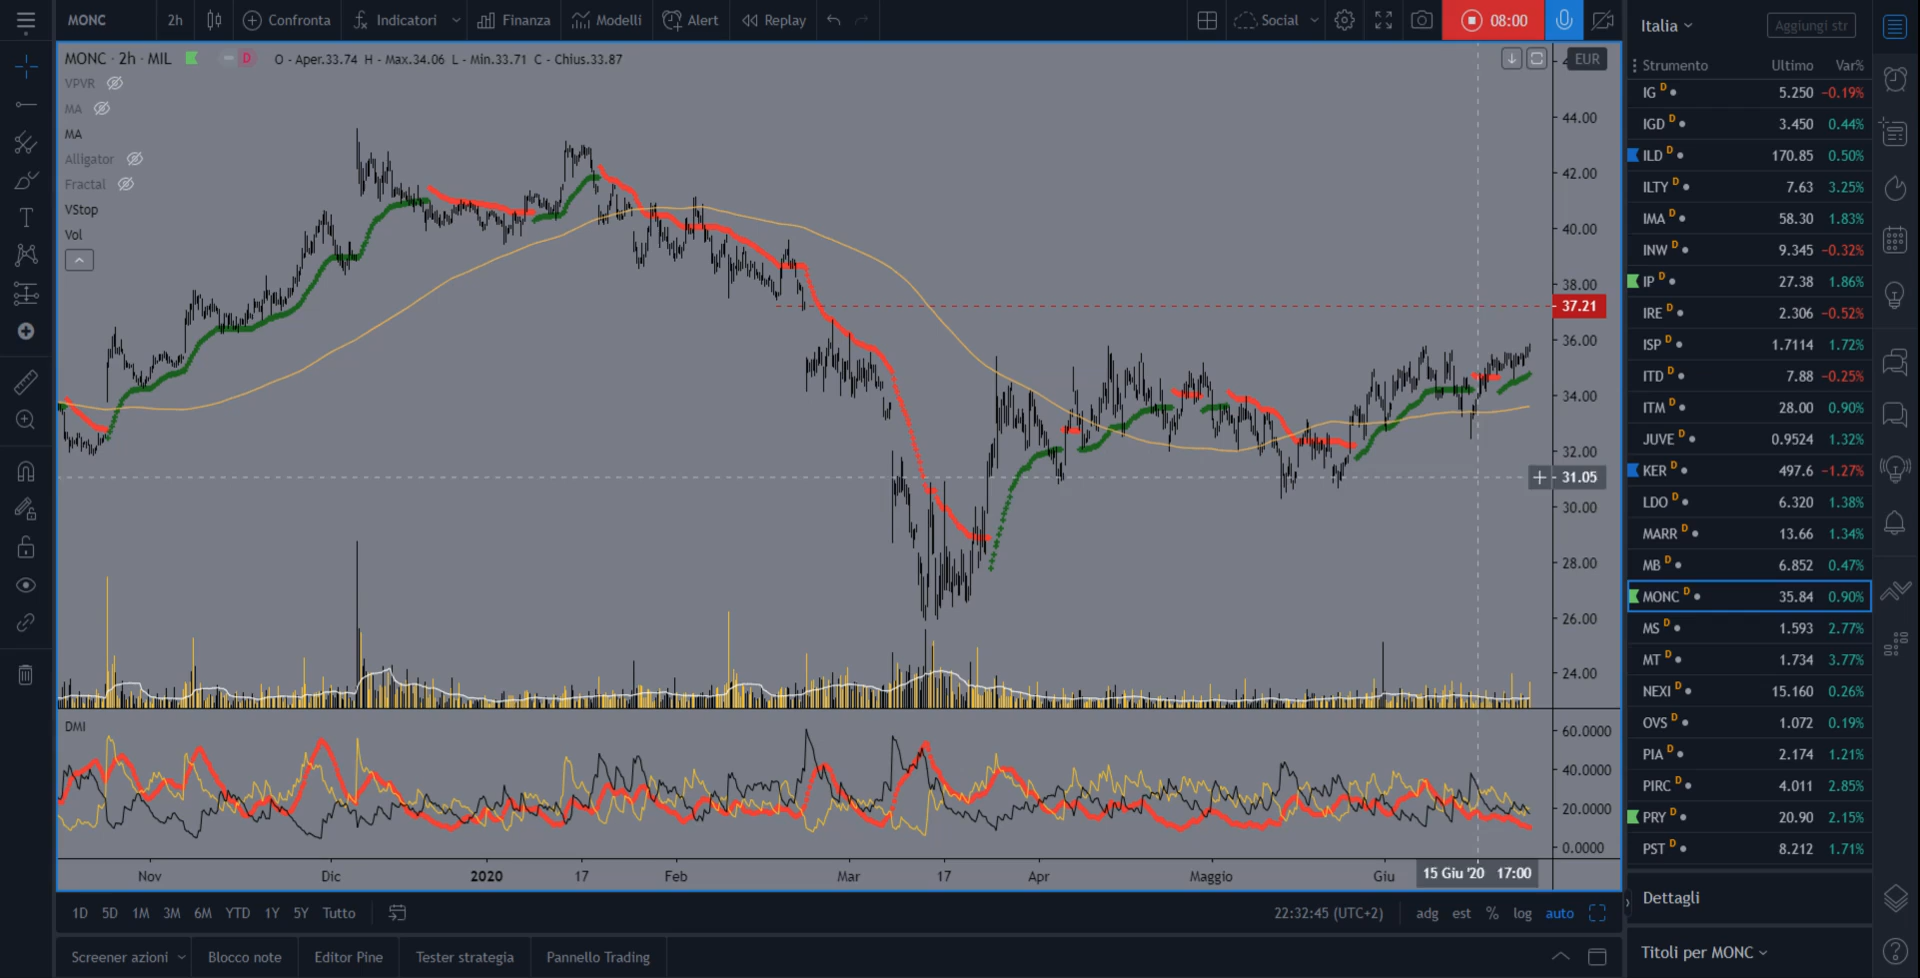 MONC 2h Confronta Indicatori Finanza Modelli Alert Replay Social 08:00
MONC · 2h · MIL D O - Aper.33.74 H - Max.34.06 L - Min.33.71 C - Chius.33.87 EUR
VPVR
MA
MA
Alligator
Fractal
VStop
Vol
44.00
42.00
40.00
38.00
37.21
36.00
34.00
32.00
31.05
30.00
28.00
26.00
24.00
DMI
60.0000
40.0000
20.0000
0.0000
Nov Dic 2020 17 Feb Mar 17 Apr Maggio Giu 15 Giu '20 17:00
1D 5D 1M 3M 6M YTD 1Y 5Y Tutto 22:32:45 (UTC+2) adg est % log auto
Screener azioni Blocco note Editor Pine Tester strategia Pannello Trading
Italia Aggiungi str
Strumento Ultimo Var%
IG D 5.250 −0.19%
IGD D 3.450 0.44%
ILD D 170.85 0.50%
ILTY D 7.63 3.25%
IMA D 58.30 1.83%
INW D 9.345 −0.32%
IP D 27.38 1.86%
IRE D 2.306 −0.52%
ISP D 1.7114 1.72%
ITD D 7.88 −0.25%
ITM D 28.00 0.90%
JUVE D 0.9524 1.32%
KER D 497.6 −1.27%
LDO D 6.320 1.38%
MARR D 13.66 1.34%
MB D 6.852 0.47%
MONC D 35.84 0.90%
MS D 1.593 2.77%
MT D 1.734 3.77%
NEXI D 15.160 0.26%
OVS D 1.072 0.19%
PIA D 2.174 1.21%
PIRC D 4.011 2.85%
PRY D 20.90 2.15%
PST D 8.212 1.71%
Dettagli
Titoli per MONC